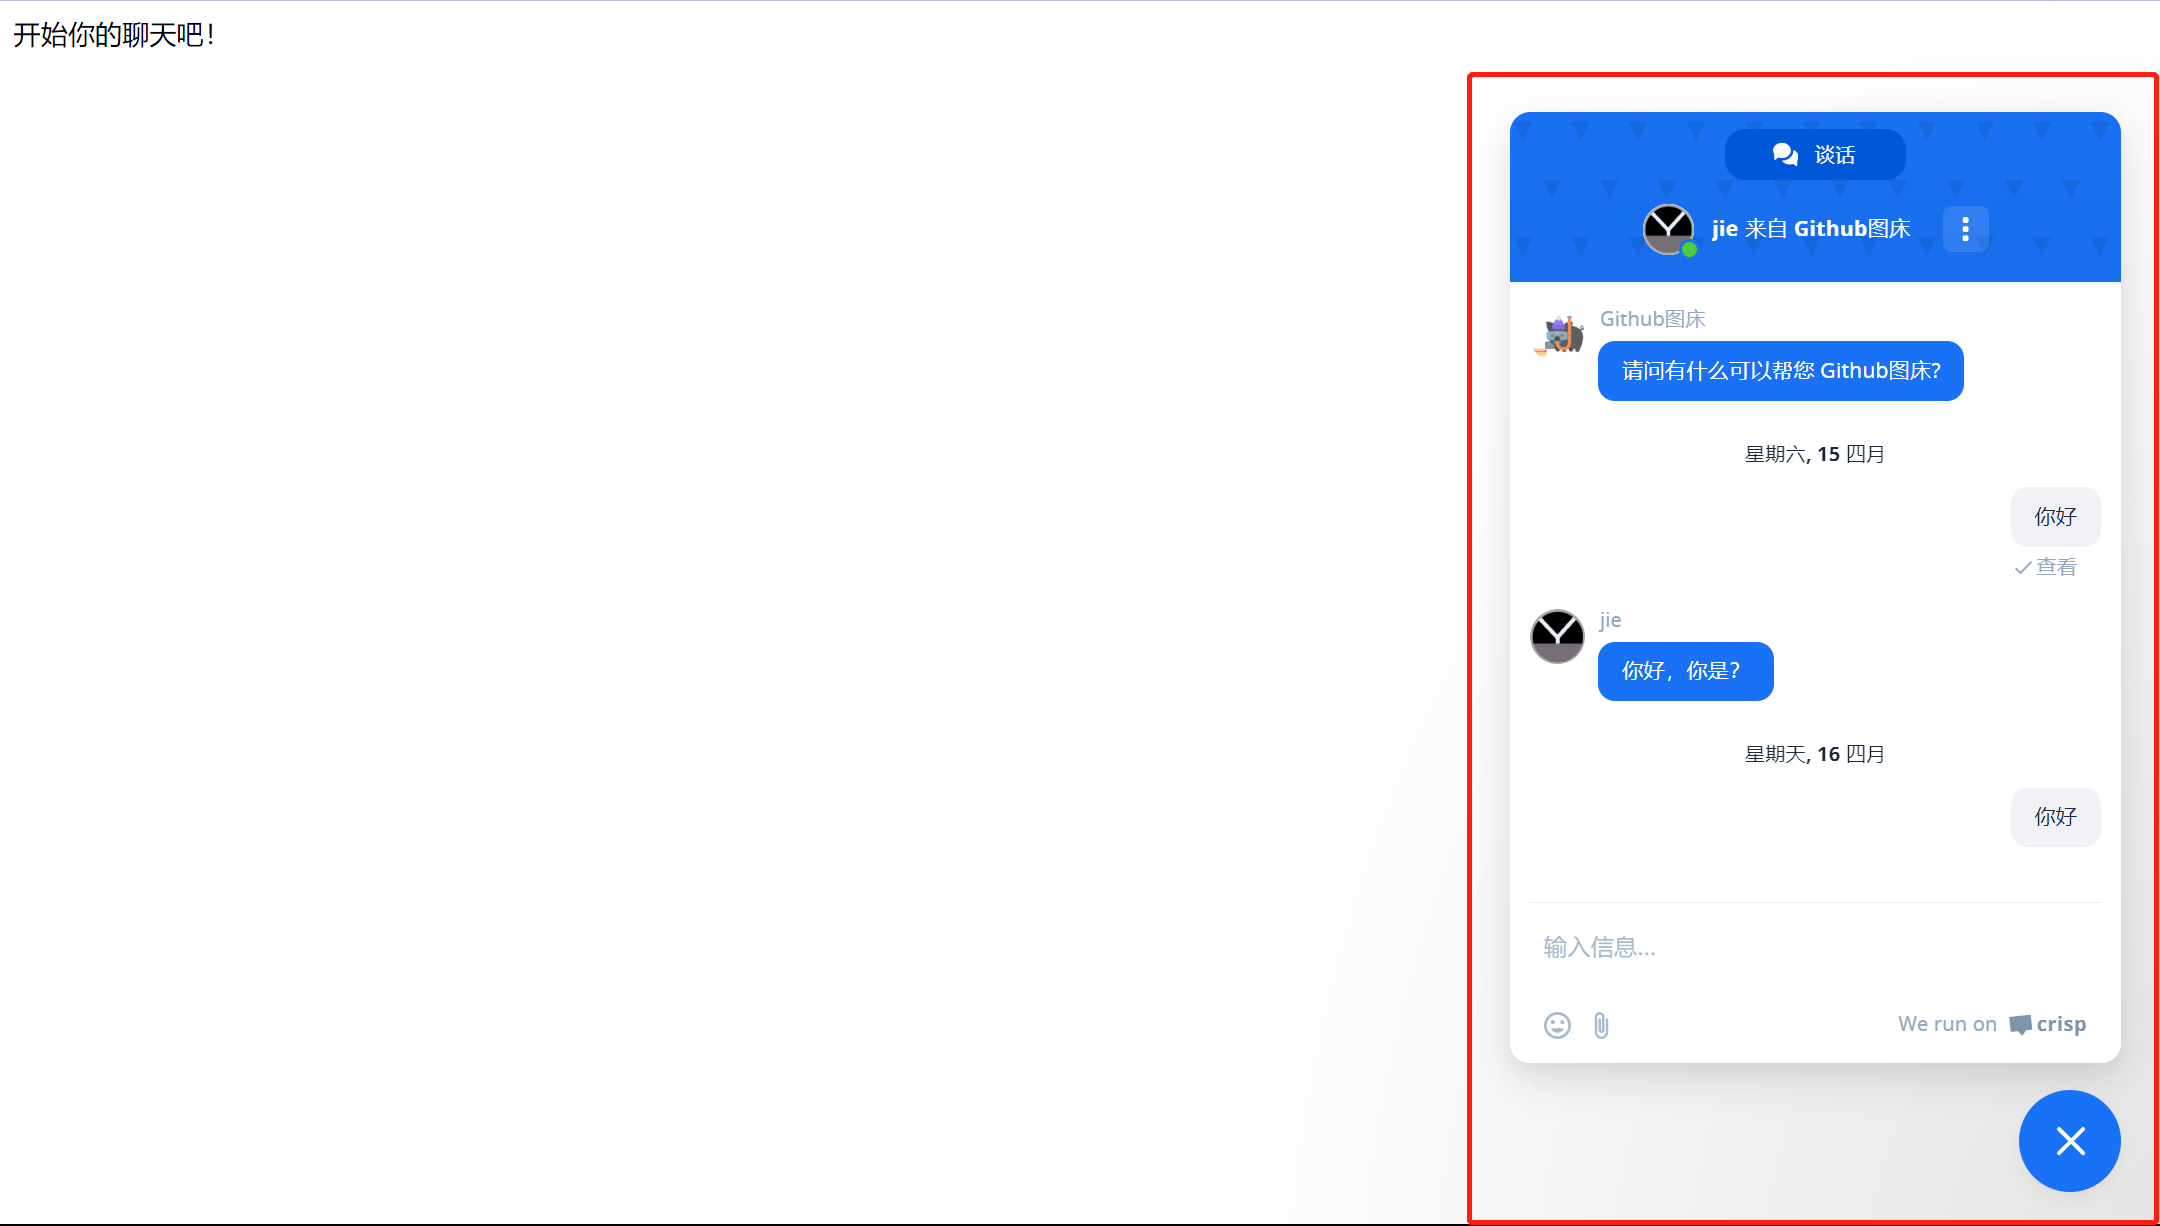 开始你的聊天吧！
谈话
jie 来自 Github图床
Github图床
请问有什么可以帮您 Github图床?
星期六, 15 四月
你好
查看
jie
你好，你是？
星期天, 16 四月
你好
输入信息...
We run on crisp